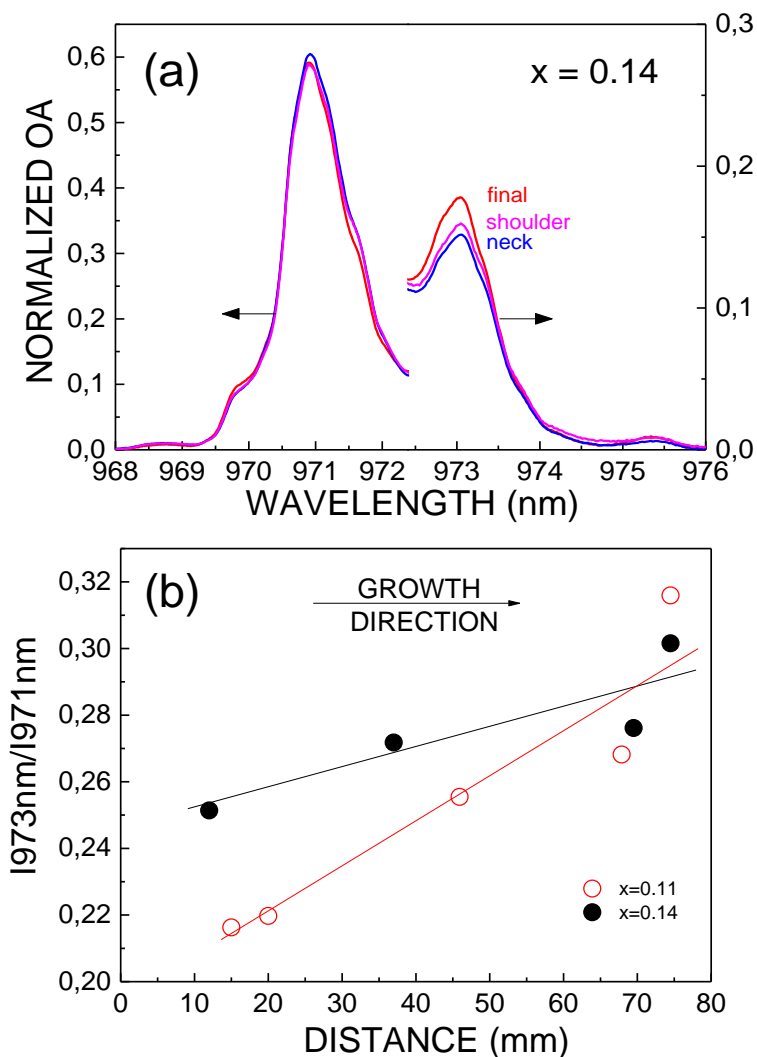 (a)
x = 0.14
NORMALIZED OA
0,6
0,5
0,4
0,3
0,2
0,1
0,0
0,3
0,2
0,1
0,0
final
shoulder
neck
968 969 970 971 972 973 974 975 976
WAVELENGTH (nm)
(b)
GROWTH
DIRECTION
I973nm/I971nm
0,32
0,30
0,28
0,26
0,24
0,22
0,20
x=0.11
x=0.14
0 10 20 30 40 50 60 70 80
DISTANCE (mm)